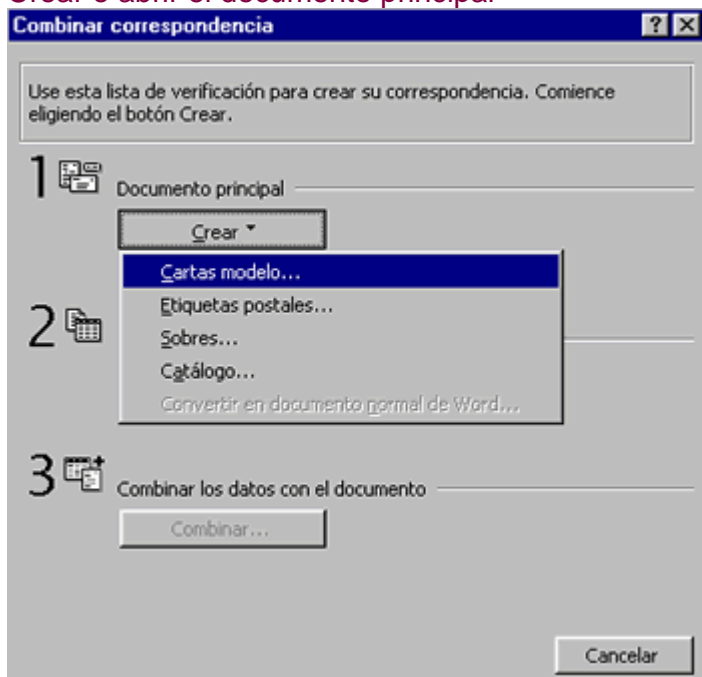 Crear o abrir el documento principal
Combinar correspondencia
Use esta lista de verificación para crear su correspondencia. Comience
eligiendo el botón Crear.
1
Documento principal
Crear
Cartas modelo...
Etiquetas postales...
2
Sobres...
Catálogo...
Convertir en documento normal de Word...
3
Combinar los datos con el documento
Combinar...
Cancelar